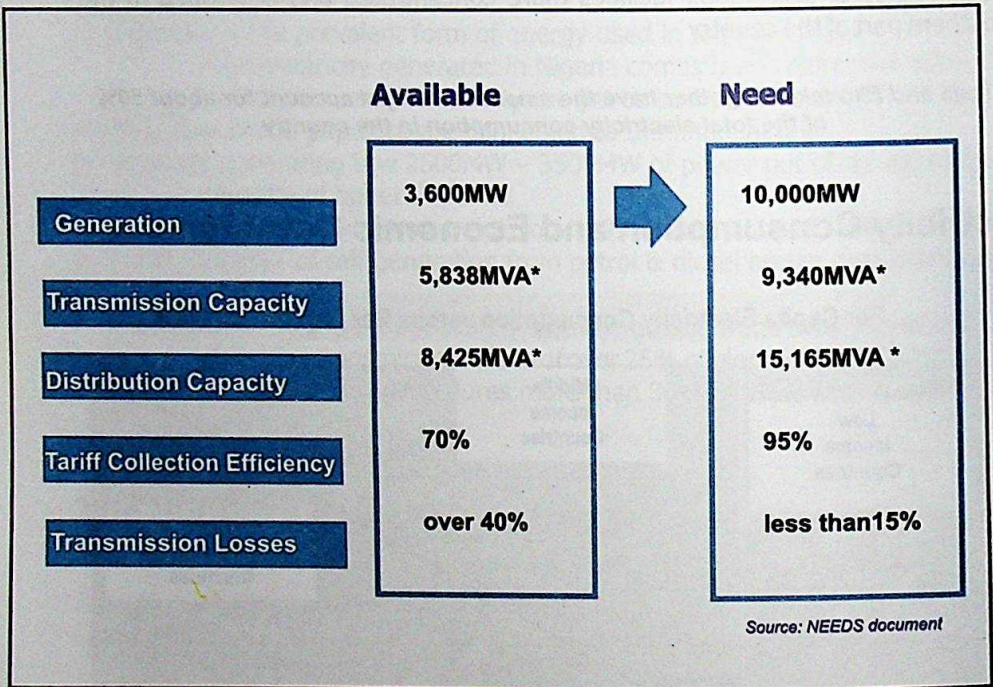 Available Need
Generation 3,600MW 10,000MW
Transmission Capacity 5,838MVA* 9,340MVA*
Distribution Capacity 8,425MVA* 15,165MVA *
Tariff Collection Efficiency 70% 95%
Transmission Losses over 40% less than15%
Source: NEEDS document